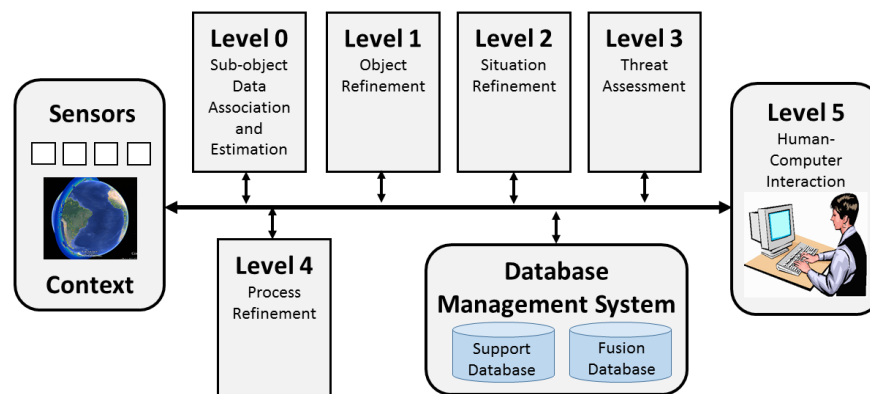 Sensors
Context
Level 0
Sub-object
Data
Association
and
Estimation
Level 1
Object
Refinement
Level 2
Situation
Refinement
Level 3
Threat
Assessment
Level 5
Human-
Computer
Interaction
Level 4
Process
Refinement
Database
Management System
Support
Database
Fusion
Database